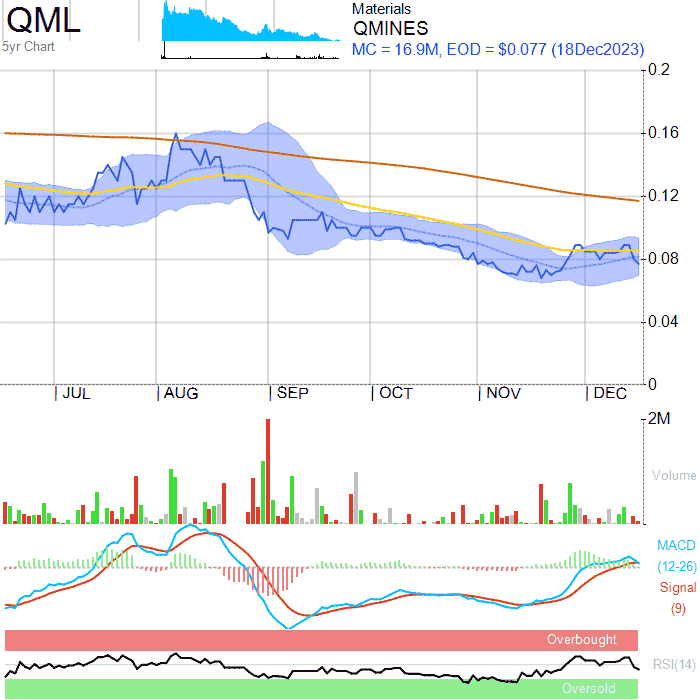 QML
5yr Chart
Materials
QMINES
MC = 16.9M, EOD = $0.077 (18Dec2023)
0.2
0.16
0.12
0.08
0.04
0
JUL AUG SEP OCT NOV DEC
2M
Volume
MACD
(12-26)
Signal
(9)
Overbought
RSI(14)
Oversold